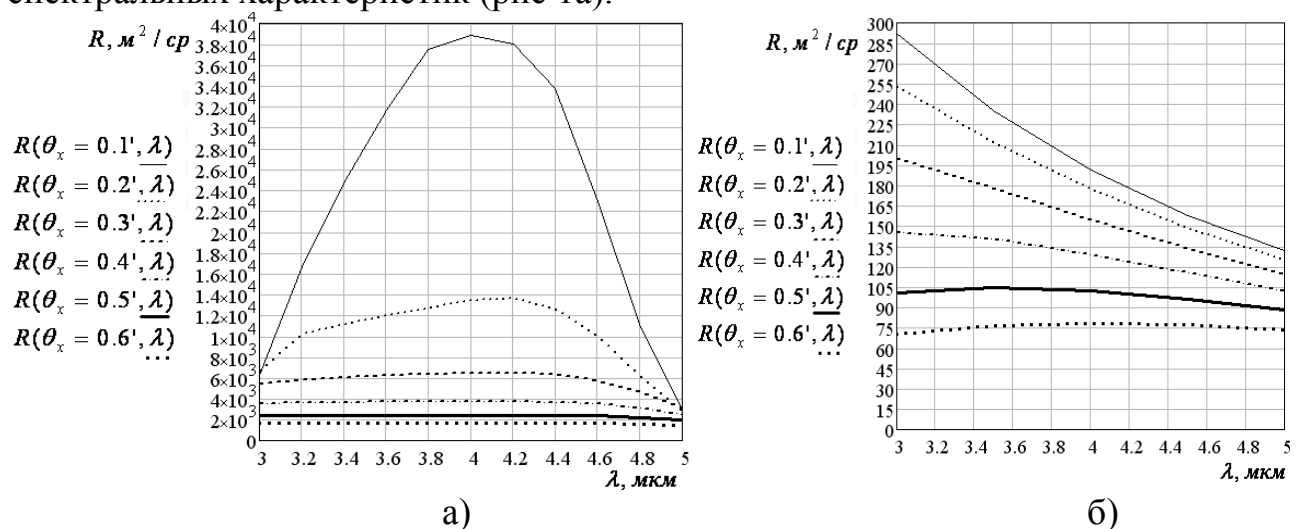 спектральных характеристик (рис 1а).
R, м² / ср
4×10⁴
3.8×10⁴
3.6×10⁴
3.4×10⁴
3.2×10⁴
3×10⁴
2.8×10⁴
2.6×10⁴
2.4×10⁴
2.2×10⁴
2×10⁴
1.8×10⁴
1.6×10⁴
1.4×10⁴
1.2×10⁴
1×10⁴
8×10³
6×10³
4×10³
2×10³
0
R(θₓ = 0.1', λ)
R(θₓ = 0.2', λ)
R(θₓ = 0.3', λ)
R(θₓ = 0.4', λ)
R(θₓ = 0.5', λ)
R(θₓ = 0.6', λ)
3 3.2 3.4 3.6 3.8 4 4.2 4.4 4.6 4.8 5
λ, мкм
а)
R, м² / ср
300
285
270
255
240
225
210
195
180
165
150
135
120
105
90
75
60
45
30
15
0
R(θₓ = 0.1', λ)
R(θₓ = 0.2', λ)
R(θₓ = 0.3', λ)
R(θₓ = 0.4', λ)
R(θₓ = 0.5', λ)
R(θₓ = 0.6', λ)
3 3.2 3.4 3.6 3.8 4 4.2 4.4 4.6 4.8 5
λ, мкм
б)